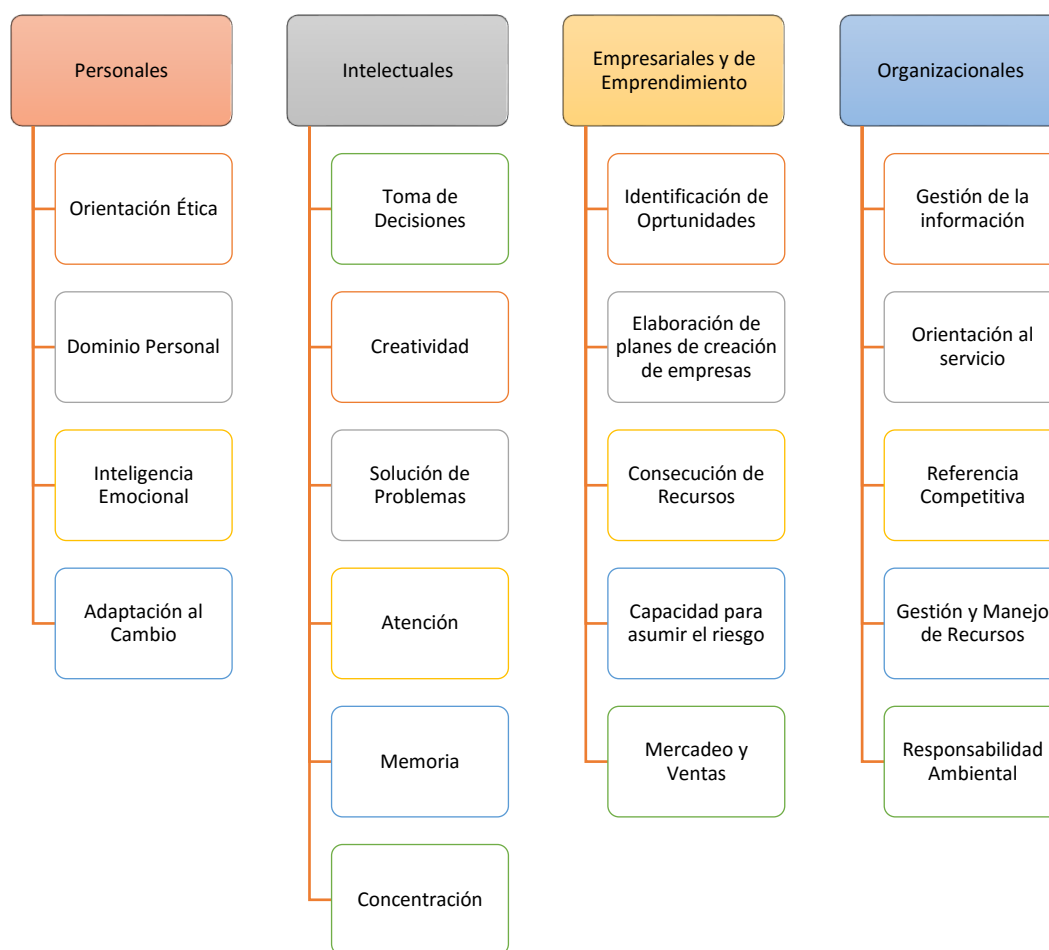 Personales
Orientación Ética
Dominio Personal
Inteligencia
Emocional
Adaptación al
Cambio
Intelectuales
Toma de
Decisiones
Creatividad
Solución de
Problemas
Atención
Memoria
Concentración
Empresariales y de
Emprendimiento
Identificación de
Oprtunidades
Elaboración de
planes de creación
de empresas
Consecución de
Recursos
Capacidad para
asumir el riesgo
Mercadeo y
Ventas
Organizacionales
Gestión de la
información
Orientación al
servicio
Referencia
Competitiva
Gestión y Manejo
de Recursos
Responsabilidad
Ambiental